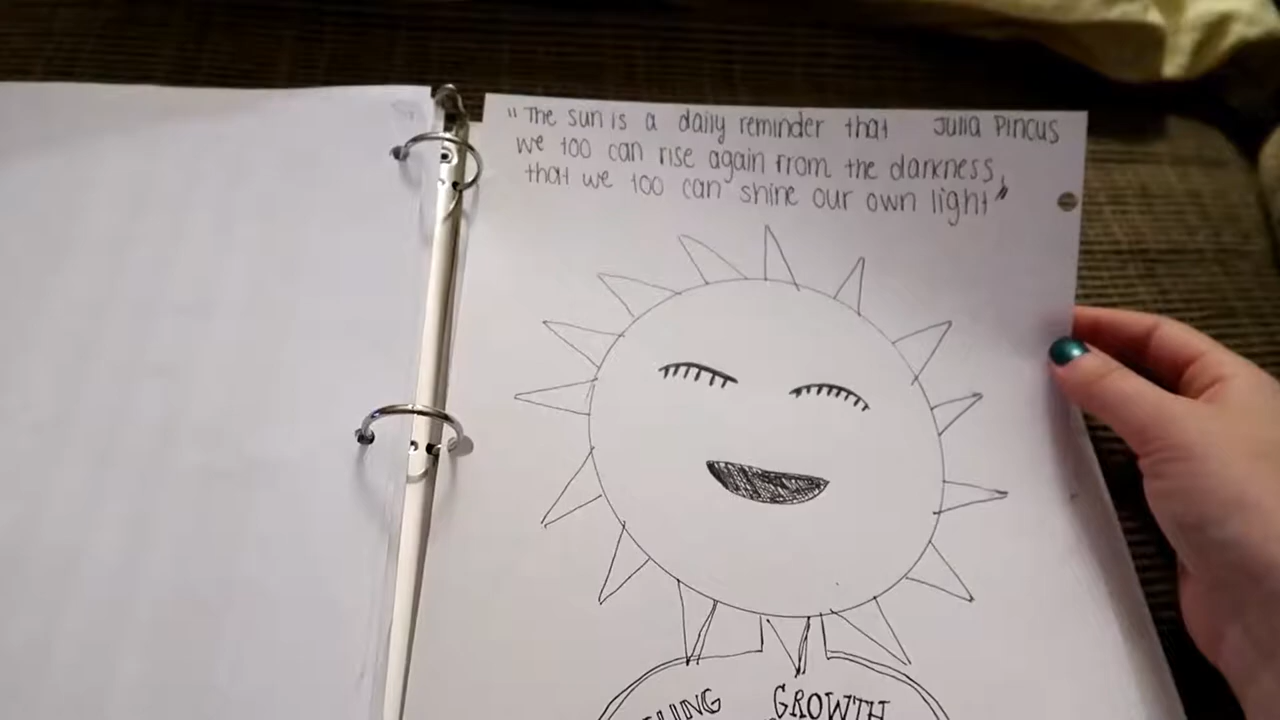 "The sun is a daily reminder that Julia Pincus
we too can rise again from the darkness,
that we too can shine our own light"
GROWTH